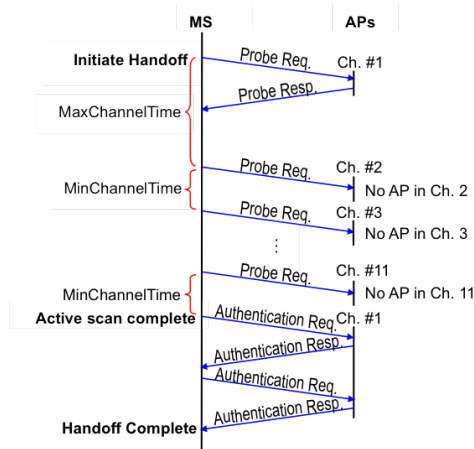 MS
APs
Initiate Handoff
Probe Req.
Ch. #1
Probe Resp.
MaxChannelTime
Probe Req.
Ch. #2
MinChannelTime
No AP in Ch. 2
Probe Req.
Ch. #3
No AP in Ch. 3
⋮
Probe Req.
Ch. #11
MinChannelTime
No AP in Ch. 11
Active scan complete
Authentication Req.
Ch. #1
Authentication Resp.
Authentication Req.
Authentication Resp.
Handoff Complete